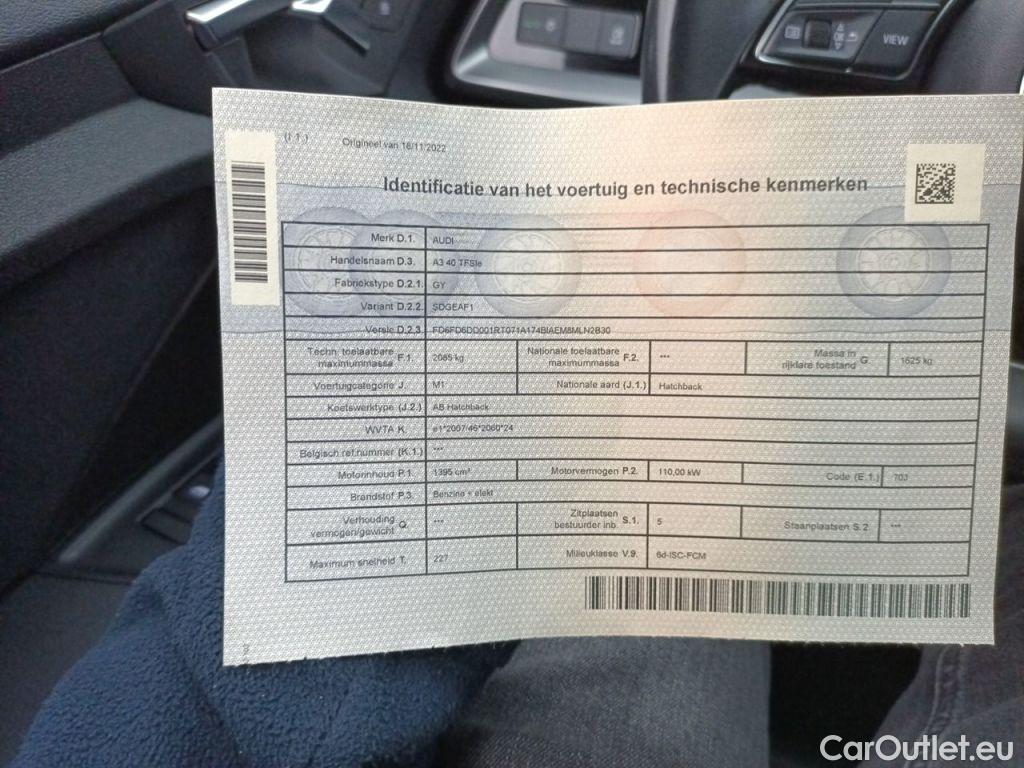 VIEW
(I 1.) Origineel van 18/11/2022
Identificatie van het voertuig en technische kenmerken
Merk D.1. AUDI
Handelsnaam D.3. A3 40 TFSIe
Fabriekstype D.2.1. GY
Variant D.2.2. SDGEAF1
Versie D.2.3. FD6FD6DD001RT071A174BIAEM8MLN2B30
Techn. toelaatbare maximummassa F.1. 2085 kg Nationale toelaatbare maximummassa F.2. *** Massa in rijklare toestand G. 1625 kg
Voertuigcategorie J. M1 Nationale aard (J.1.) Hatchback
Koetswerktype (J.2.) AB Hatchback
WVTA K. e1*2007/46*2060*24
Belgisch ref.nummer (K.1.) ***
Motorinhoud P.1. 1395 cm³ Motorvermogen P.2. 110,00 kW Code (E.1.) 70J
Brandstof P.3. Benzine + elekt
Verhouding vermogen/gewicht Q. *** Zitplaatsen bestuurder inb. S.1. 5 Staanplaatsen S.2. ***
Maximum snelheid T. 227 Milieuklasse V.9. 6d-ISC-FCM
CarOutlet.eu